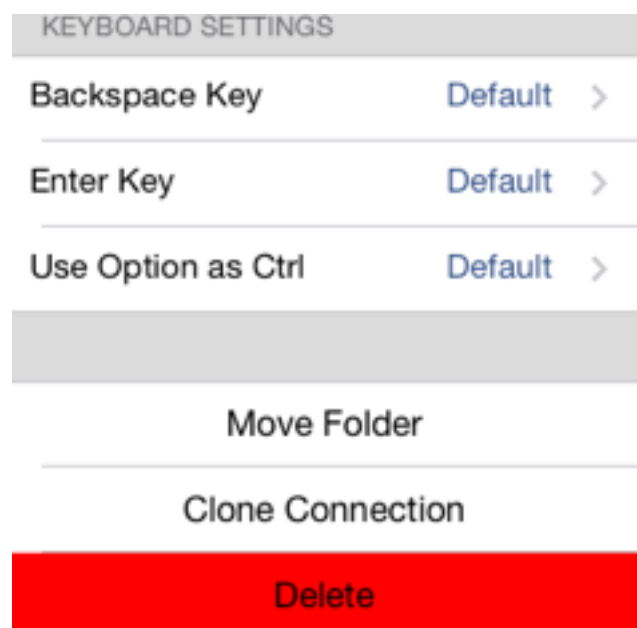 KEYBOARD SETTINGS
Backspace Key Default >
Enter Key Default >
Use Option as Ctrl Default >
Move Folder
Clone Connection
Delete